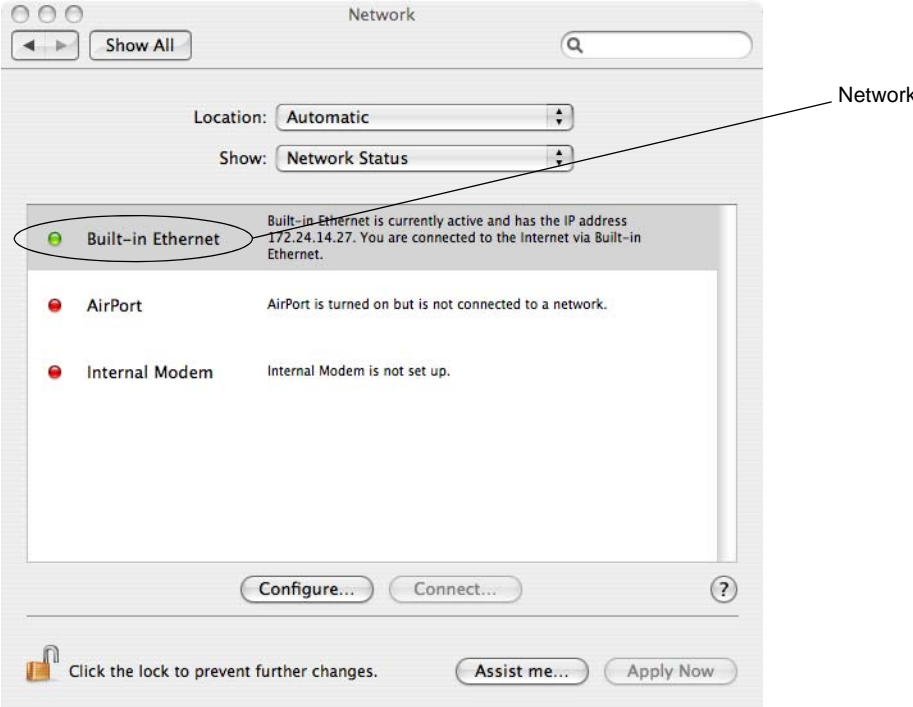 Network
Show All
Network
Location: Automatic
Show: Network Status
Built-in Ethernet
Built-in Ethernet is currently active and has the IP address
172.24.14.27. You are connected to the Internet via Built-in
Ethernet.
AirPort
AirPort is turned on but is not connected to a network.
Internal Modem
Internal Modem is not set up.
Configure...
Connect...
?
Click the lock to prevent further changes.
Assist me...
Apply Now